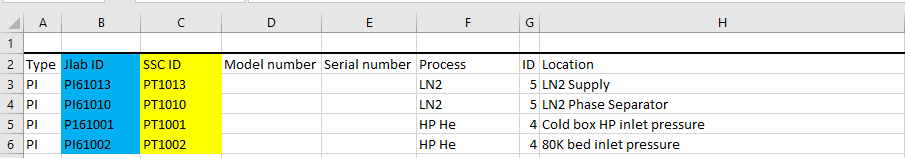 A B C D E F G H
1
2 Type Jlab ID SSC ID Model number Serial number Process ID Location
3 PI PI61013 PT1013 LN2 5 LN2 Supply
4 PI PI61010 PT1010 LN2 5 LN2 Phase Separator
5 PI P161001 PT1001 HP He 4 Cold box HP inlet pressure
6 PI PI61002 PT1002 HP He 4 80K bed inlet pressure